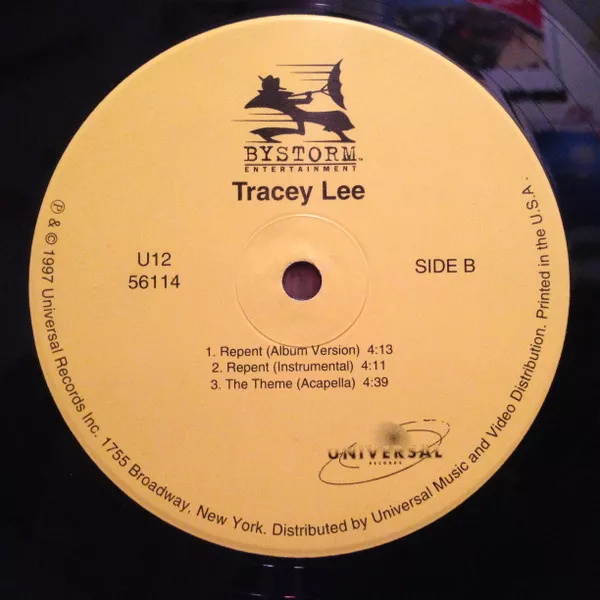 BYSTORM™
ENTERTAINMENT
Tracey Lee
U12
56114
SIDE B
1. Repent (Album Version) 4:13
2. Repent (Instrumental) 4:11
3. The Theme (Acapella) 4:39
UNIVERSAL
RECORDS
℗ & © 1997 Universal Records Inc. 1755 Broadway, New York. Distributed by Universal Music and Video Distribution. Printed in the U.S.A.